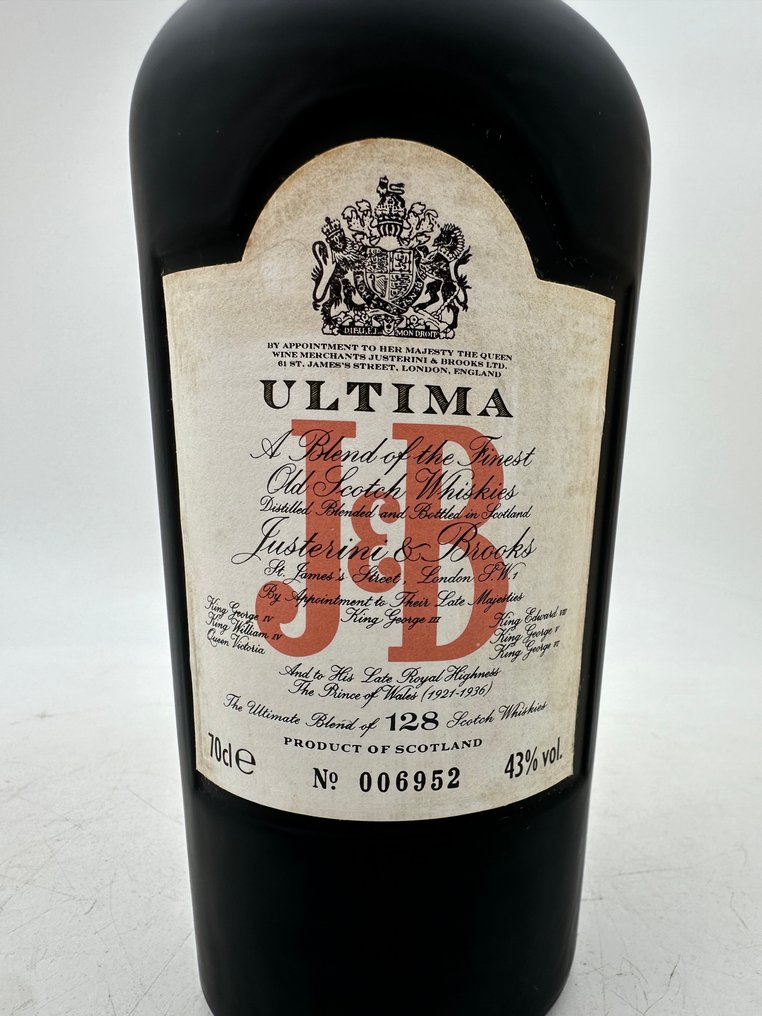 DIEU ET MON DROIT
BY APPOINTMENT TO HER MAJESTY THE QUEEN
WINE MERCHANTS JUSTERINI & BROOKS LTD.
61 ST. JAMES'S STREET, LONDON, ENGLAND
ULTIMA
J&B
A Blend of the Finest
Old Scotch Whiskies
Distilled Blended and Bottled in Scotland
Justerini & Brooks
St. James's Street, London S.W.1
By Appointment to Their Late Majesties
King George III
King George IV
King William IV
Queen Victoria
King Edward VII
King George V
King George VI
And to His Late Royal Highness
The Prince of Wales (1921-1936)
The Ultimate Blend of 128 Scotch Whiskies
PRODUCT OF SCOTLAND
70cl e
Nº 006952
43% vol.